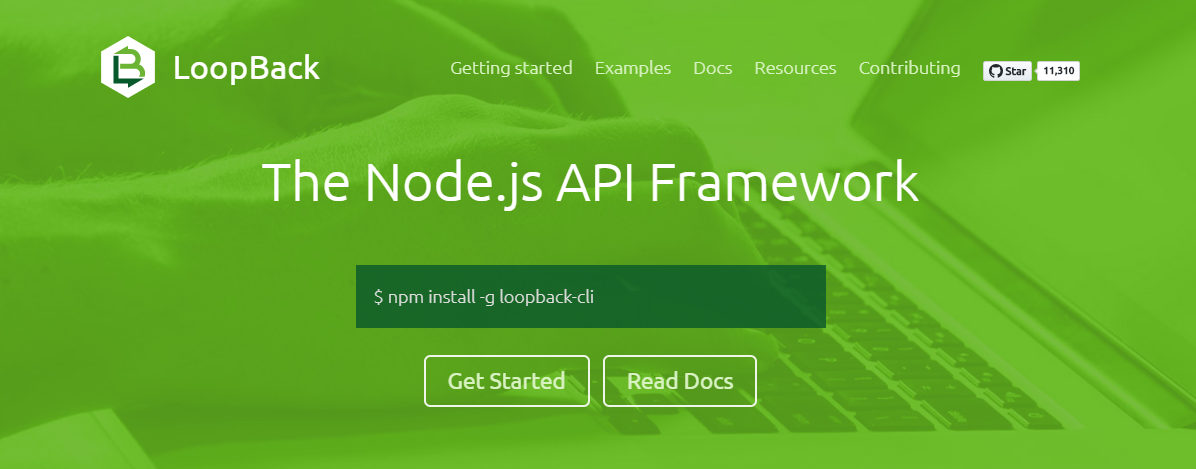 LoopBack
Getting started Examples Docs Resources Contributing Star 11,310
The Node.js API Framework
$ npm install -g loopback-cli
Get Started Read Docs